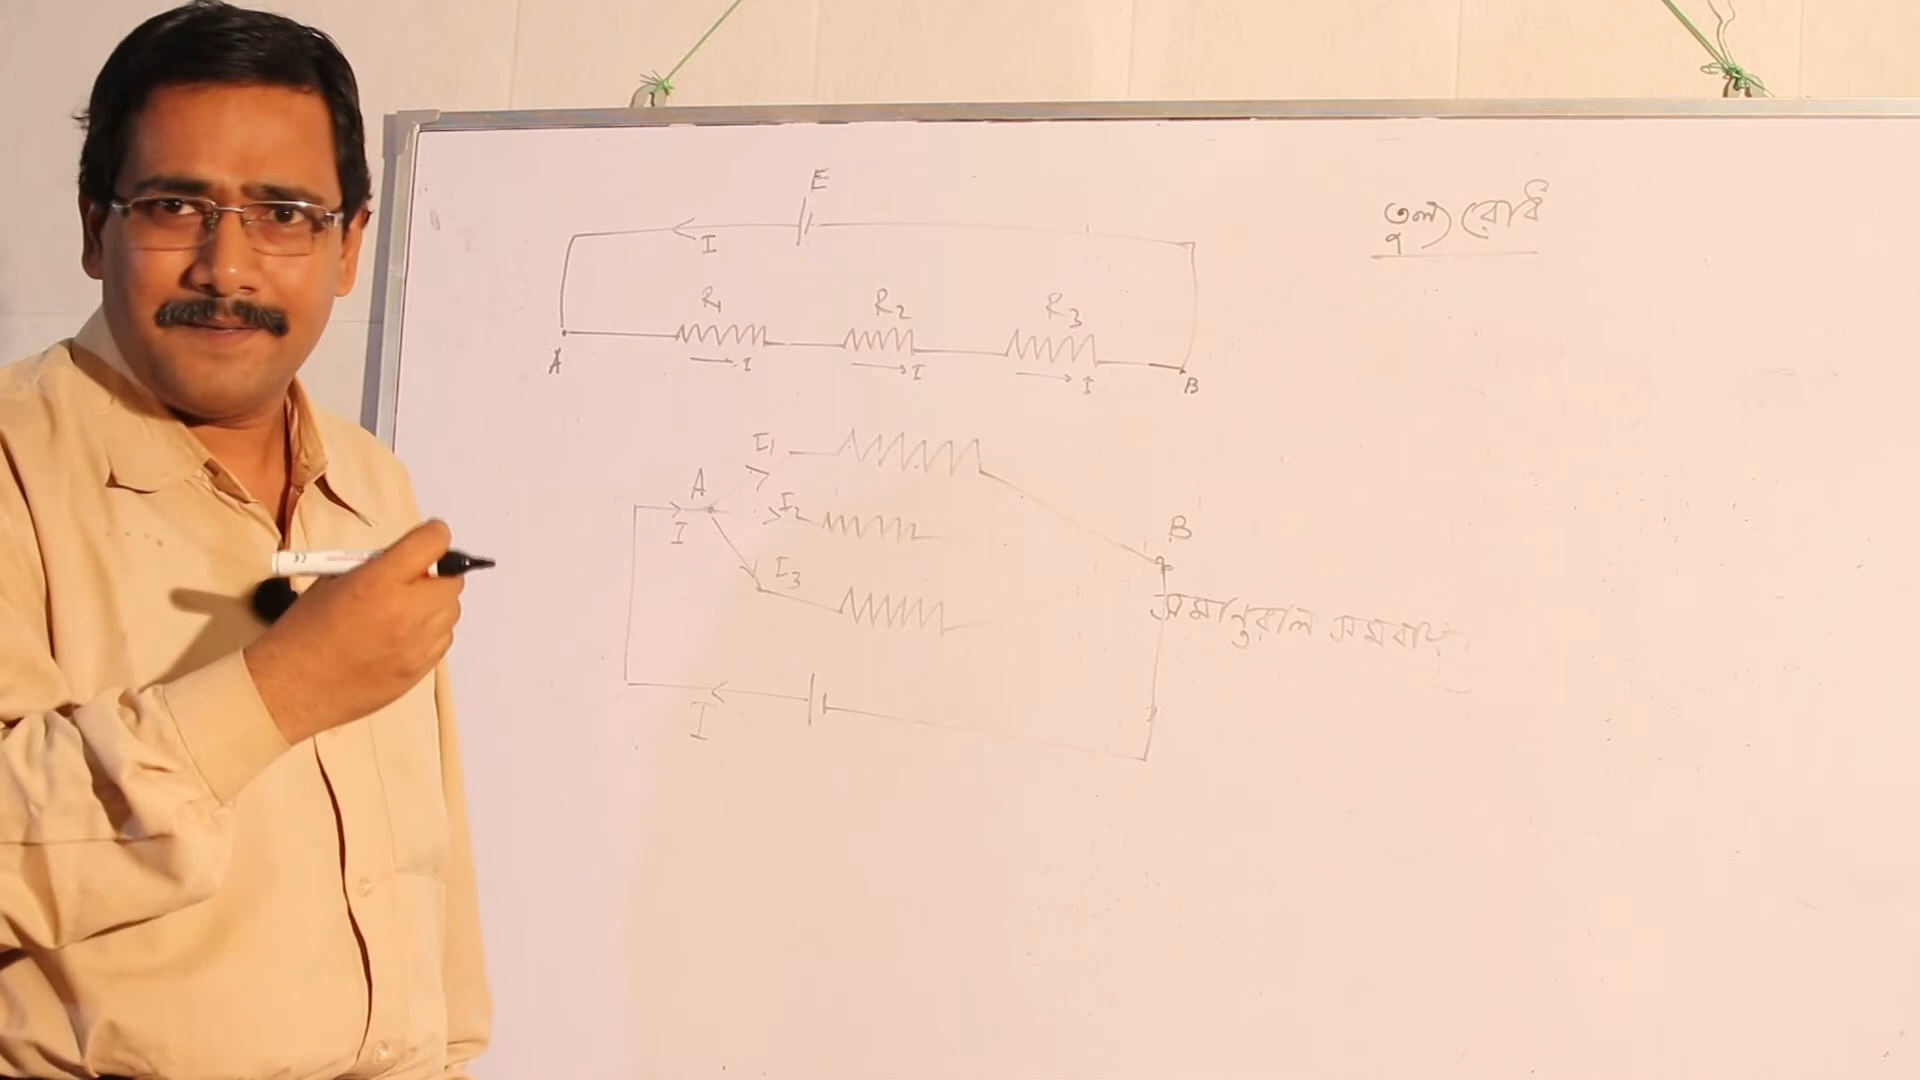 E
তুল্য রোধ
I
R1 R2 R3
I I I
A B
I1
A
I2
I
B
I3
সমান্তরাল সমবায়
I